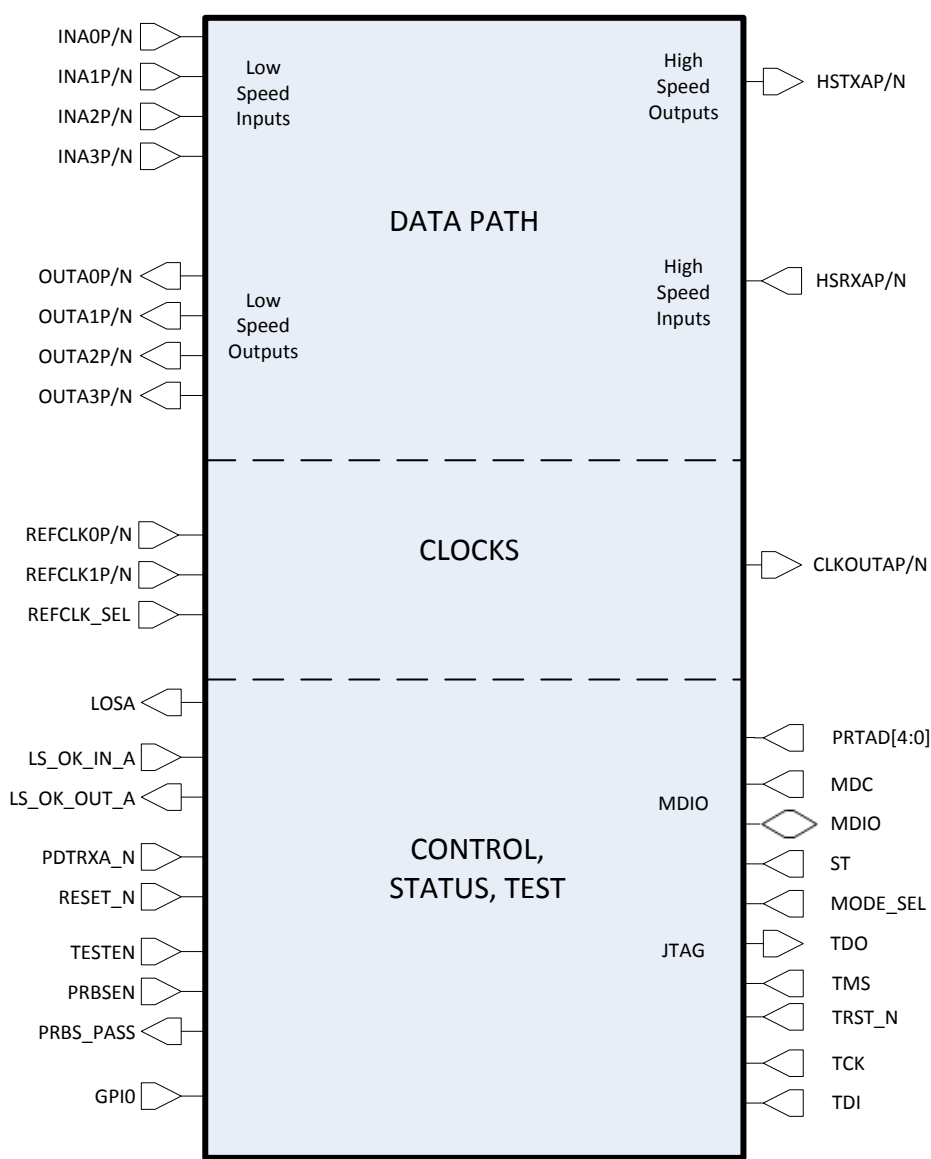 INA0P/N
INA1P/N
INA2P/N
INA3P/N
Low
Speed
Inputs
High
Speed
Outputs
HSTXAP/N
DATA PATH
OUTA0P/N
OUTA1P/N
OUTA2P/N
OUTA3P/N
Low
Speed
Outputs
High
Speed
Inputs
HSRXAP/N
REFCLK0P/N
REFCLK1P/N
REFCLK_SEL
CLOCKS
CLKOUTAP/N
LOSA
LS_OK_IN_A
LS_OK_OUT_A
PDTRXA_N
RESET_N
TESTEN
PRBSEN
PRBS_PASS
GPI0
CONTROL,
STATUS, TEST
MDIO
JTAG
PRTAD[4:0]
MDC
MDIO
ST
MODE_SEL
TDO
TMS
TRST_N
TCK
TDI